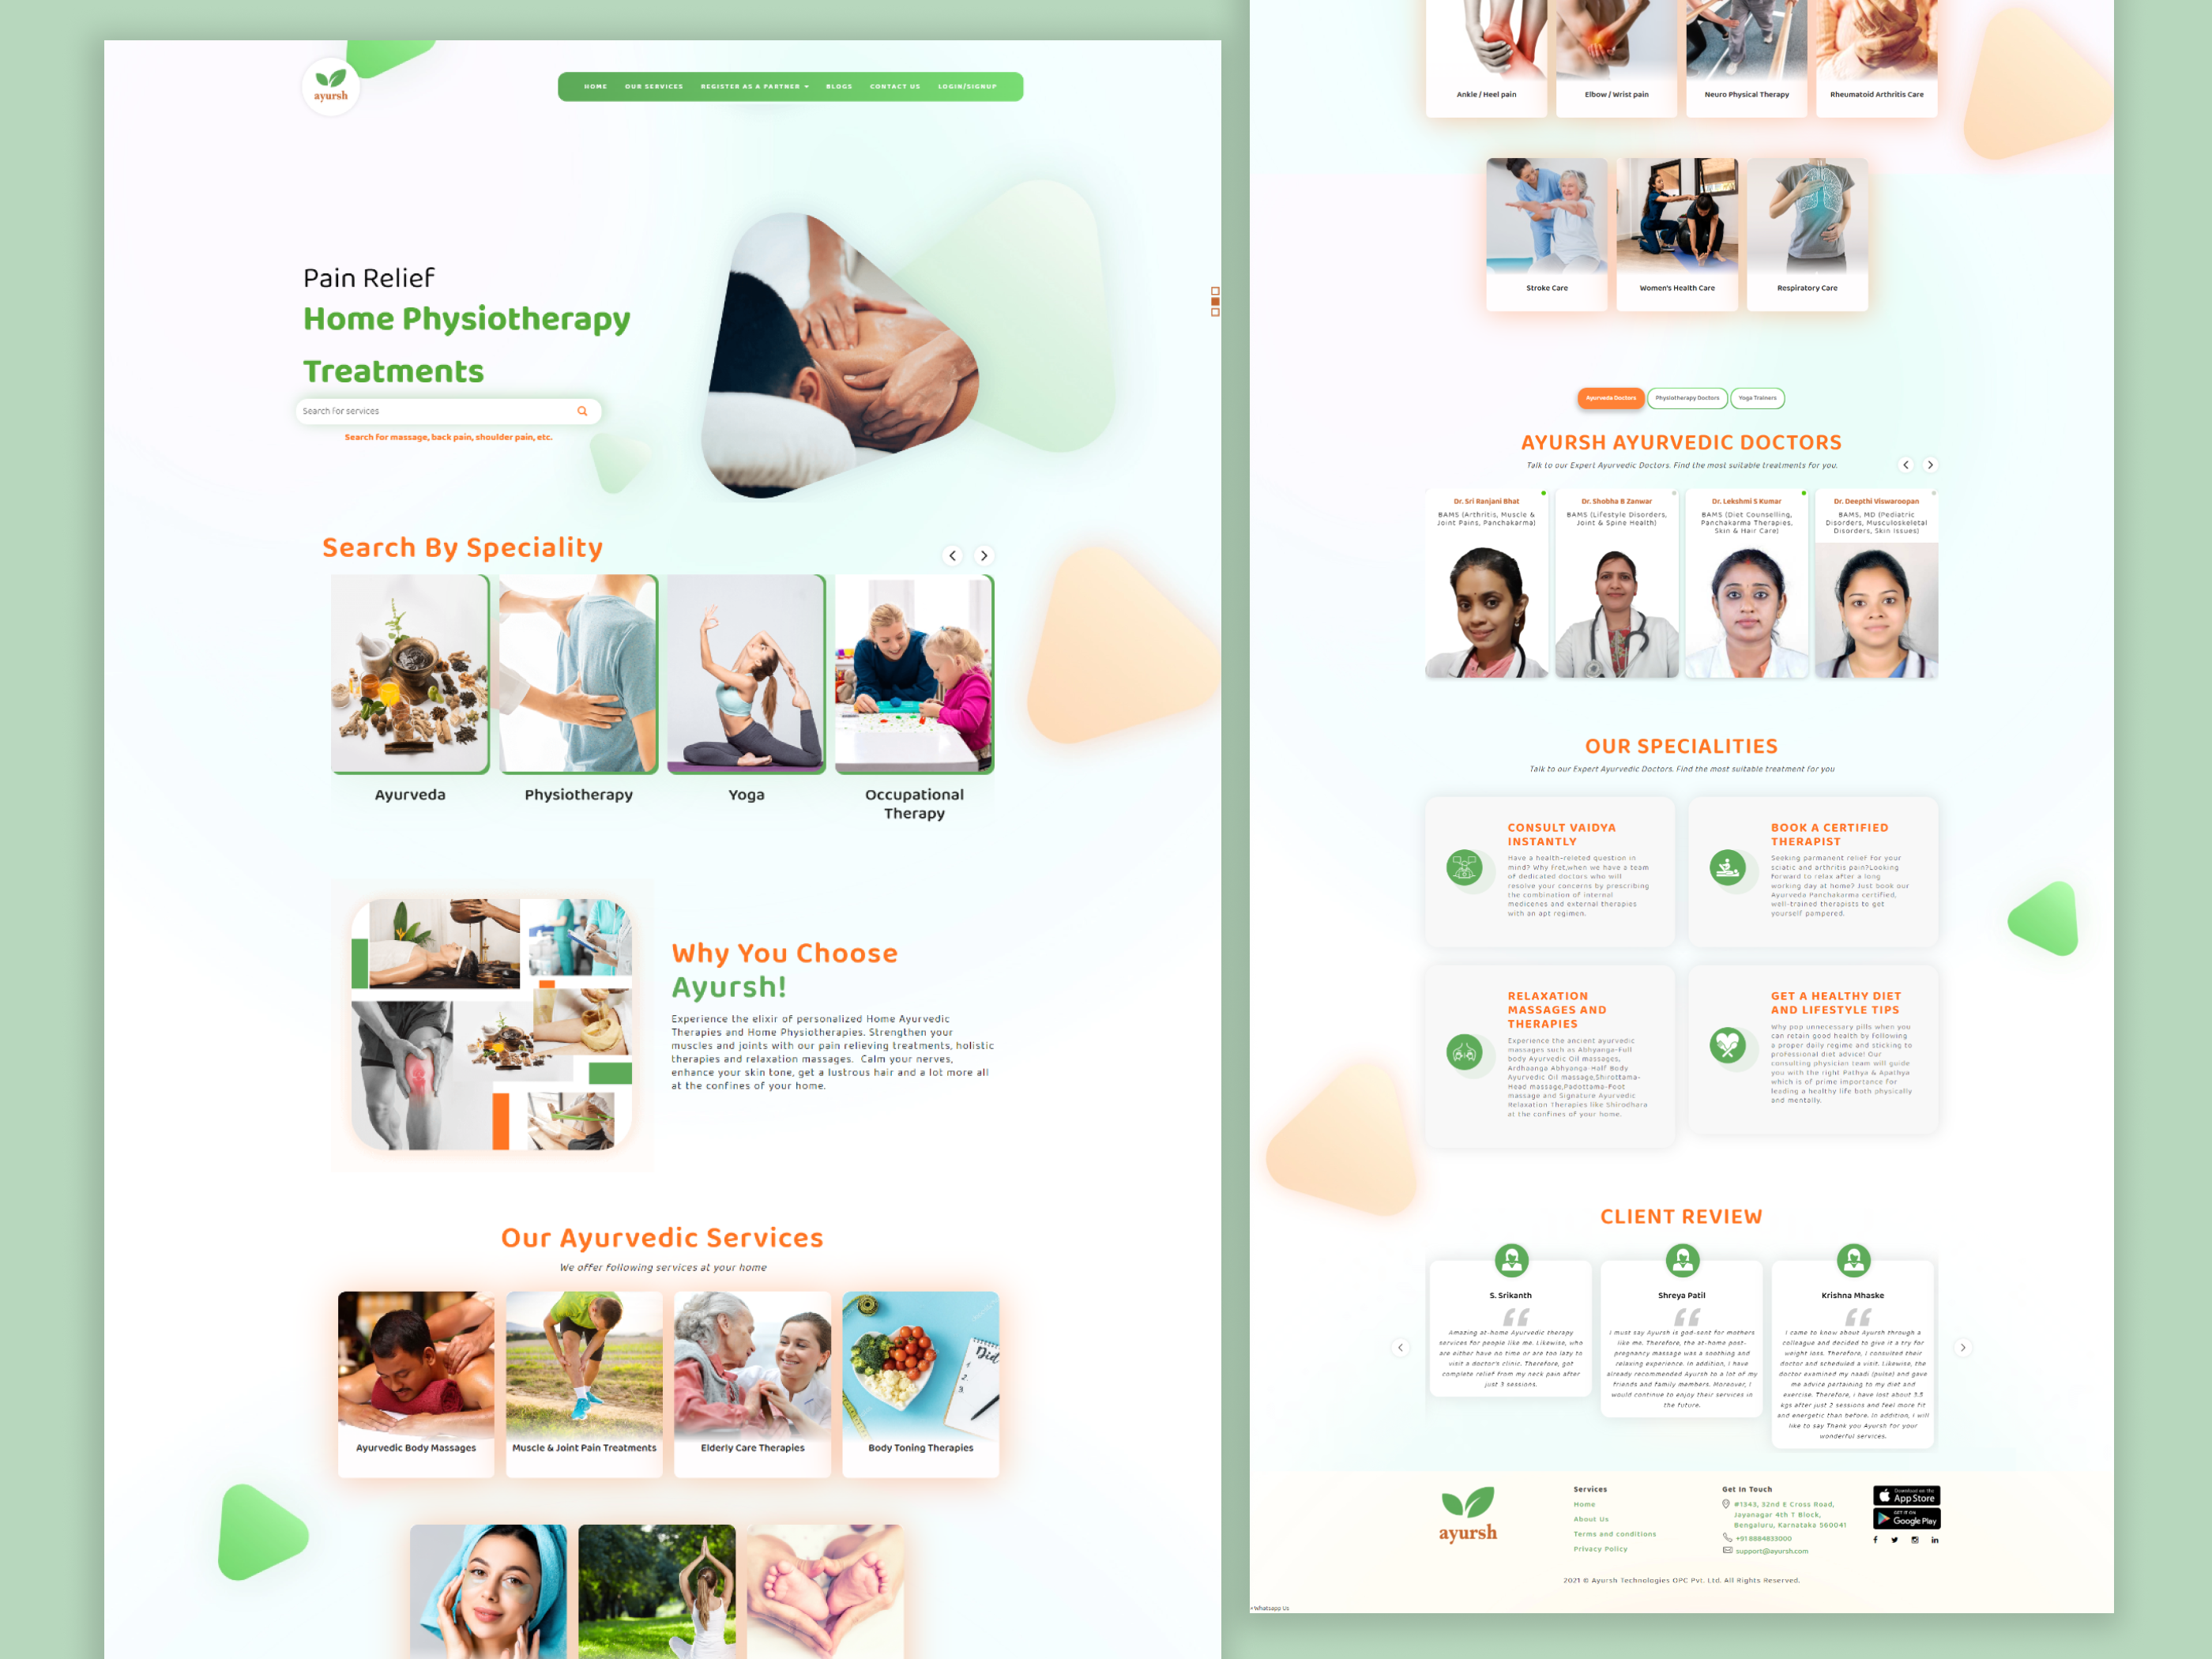 ayursh
HOME OUR SERVICES REGISTER AS A PARTNER BLOGS CONTACT US LOGIN/SIGNUP
Pain Relief
Home Physiotherapy
Treatments
Search for services
Search for massage, back pain, shoulder pain, etc.
Search By Speciality
Ayurveda
Physiotherapy
Yoga
Occupational
Therapy
Why You Choose
Ayursh!
Experience the elixir of personalized Home Ayurvedic
Therapies and Home Physiotherapies. Strengthen your
muscles and joints with our pain relieving treatments, holistic
therapies and relaxation massages. Calm your nerves,
enhance your skin tone, get a lustrous hair and a lot more all
at the confines of your home.
Our Ayurvedic Services
We offer following services at your home
Diet
1.
2.
3.
Ayurvedic Body Massages
Muscle & Joint Pain Treatments
Elderly Care Therapies
Body Toning Therapies
Ankle / Heel pain
Elbow / Wrist pain
Neuro Physical Therapy
Rheumatoid Arthritis Care
Stroke Care
Women's Health Care
Respiratory Care
Ayurveda Doctors
Physiotherapy Doctors
Yoga Trainers
AYURSH AYURVEDIC DOCTORS
Talk to our Expert Ayurvedic Doctors. Find the most suitable treatments for you.
Dr. Sri Ranjani Bhat
BAMS (Arthritis, Muscle &
Joint Pains, Panchakarma)
Dr. Shobha B Zanwar
BAMS (Lifestyle Disorders,
Joint & Spine Health)
Dr. Lekshmi S Kumar
BAMS (Diet Counselling,
Panchakarma Therapies,
Skin & Hair Care)
Dr. Deepthi Viswaroopan
BAMS, MD (Pediatric
Disorders, Musculoskeletal
Disorders, Skin Issues)
OUR SPECIALITIES
Talk to our Expert Ayurvedic Doctors. Find the most suitable treatment for you
CONSULT VAIDYA
INSTANTLY
Have a health-releted question in
mind? Why fret,when we have a team
of dedicated doctors who will
resolve your concerns by prescribing
the combination of internal
medicenes and external therapies
with an apt regimen.
BOOK A CERTIFIED
THERAPIST
Seeking parmanent relief for your
sciatic and arthritis pain?Looking
forward to relax after a long
working day at home? Just book our
Ayurveda Panchakarma certified,
well-trained therapists to get
yourself pampered.
RELAXATION
MASSAGES AND
THERAPIES
Experience the ancient ayurvedic
massages such as Abhyanga-Full
body Ayurvedic Oil massages,
Ardhaanga Abhyanga-Half Body
Ayurvedic Oil massage,Shirottama-
Head massage,Padottama-Foot
massage and Signature Ayurvedic
Relaxation Therapies like Shirodhara
at the confines of your home.
GET A HEALTHY DIET
AND LIFESTYLE TIPS
Why pop unnecessary pills when you
can retain good health by following
a proper daily regime and sticking to
professional diet advice! Our
consulting physician team will guide
you with the right Pathya & Apathya
which is of prime importance for
leading a healthy life both physically
and mentally.
CLIENT REVIEW
S. Srikanth
Amazing at-home Ayurvedic therapy
services for people like me. Likewise, who
are either have no time or are too lazy to
visit a doctor's clinic. Therefore, got
complete relief from my neck pain after
just 3 sessions.
Shreya Patil
I must say Ayursh is god-sent for mothers
like me. Therefore, the at-home post-
pregnancy massage was a soothing and
relaxing experience. In addition, I have
already recommended Ayursh to a lot of my
friends and family members. Moreover, I
would continue to enjoy their services in
the future.
Krishna Mhaske
I came to know about Ayursh through a
colleague and decided to give it a try for
weight loss. Therefore, I consulted their
doctor and scheduled a visit. Likewise, the
doctor examined my naadi (pulse) and gave
me advice pertaining to my diet and
exercise. Therefore, I have lost about 3.5
kgs after just 2 sessions and feel more fit
and energetic than before. In addition, I will
like to say Thank you Ayursh for your
wonderful services.
ayursh
Services
Home
About Us
Terms and conditions
Privacy Policy
Get In Touch
#1343, 32nd E Cross Road,
Jayanagar 4th T Block,
Bengaluru, Karnataka 560041
+918884833000
support@ayursh.com
Download on the
App Store
GET IT ON
Google Play
2021 © Ayursh Technologies OPC Pvt. Ltd. All Rights Reserved.
Whatsapp Us